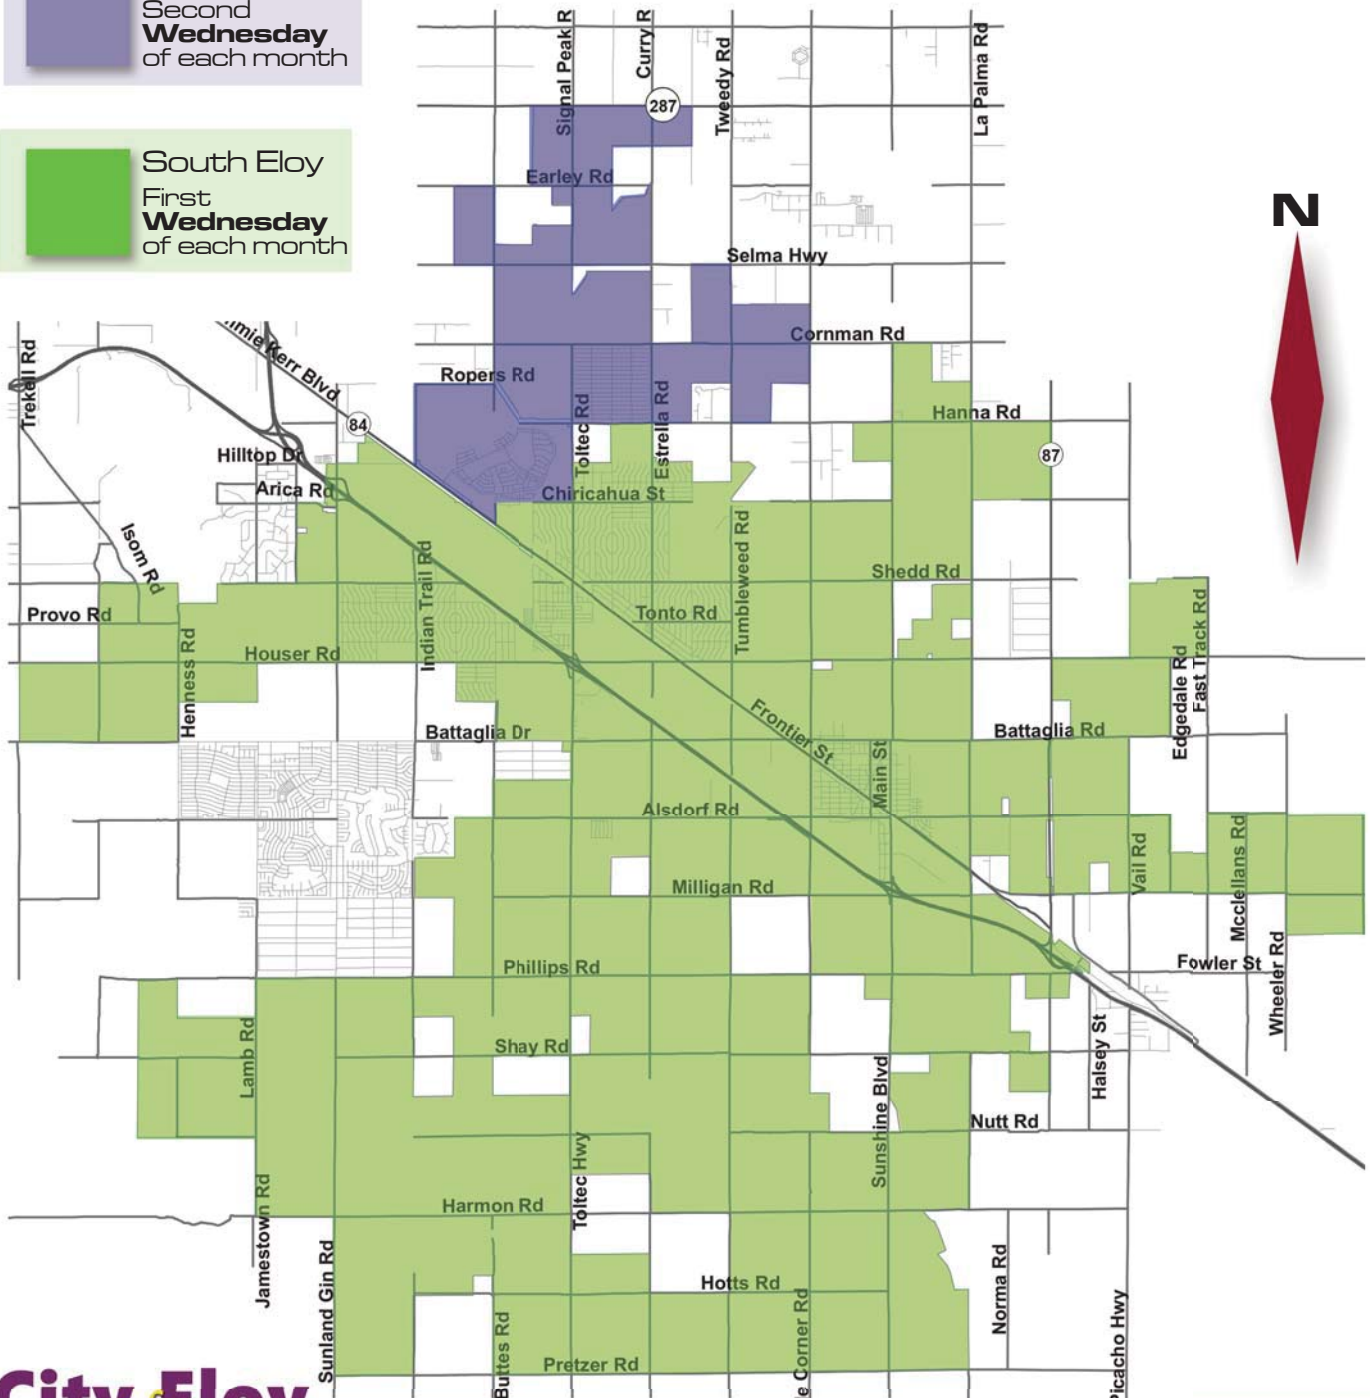 Second
Wednesday
of each month
South Eloy
First
Wednesday
of each month
N
Signal Peak R
Curry R
Tweedy Rd
La Palma Rd
287
Earley Rd
Selma Hwy
Cornman Rd
Trekell Rd
mmie Kerr Blvd
Ropers Rd
84
Toltec Rd
Estrella Rd
Hanna Rd
87
Hilltop Dr
Arica Rd
Chiricahua St
Isom Rd
Indian Trail Rd
Tumbleweed Rd
Shedd Rd
Provo Rd
Tonto Rd
Fast Track Rd
Henness Rd
Houser Rd
Edgedale Rd
Battaglia Dr
Frontier St
Battaglia Rd
Main St
Alsdorf Rd
Vail Rd
Mcclellans Rd
Milligan Rd
Phillips Rd
Fowler St
Wheeler Rd
Lamb Rd
Shay Rd
Halsey St
Sunshine Blvd
Nutt Rd
Toltec Hwy
Jamestown Rd
Harmon Rd
Sunland Gin Rd
Norma Rd
Hotts Rd
Buttes Rd
e Corner Rd
Picacho Hwy
Pretzer Rd
City of Eloy